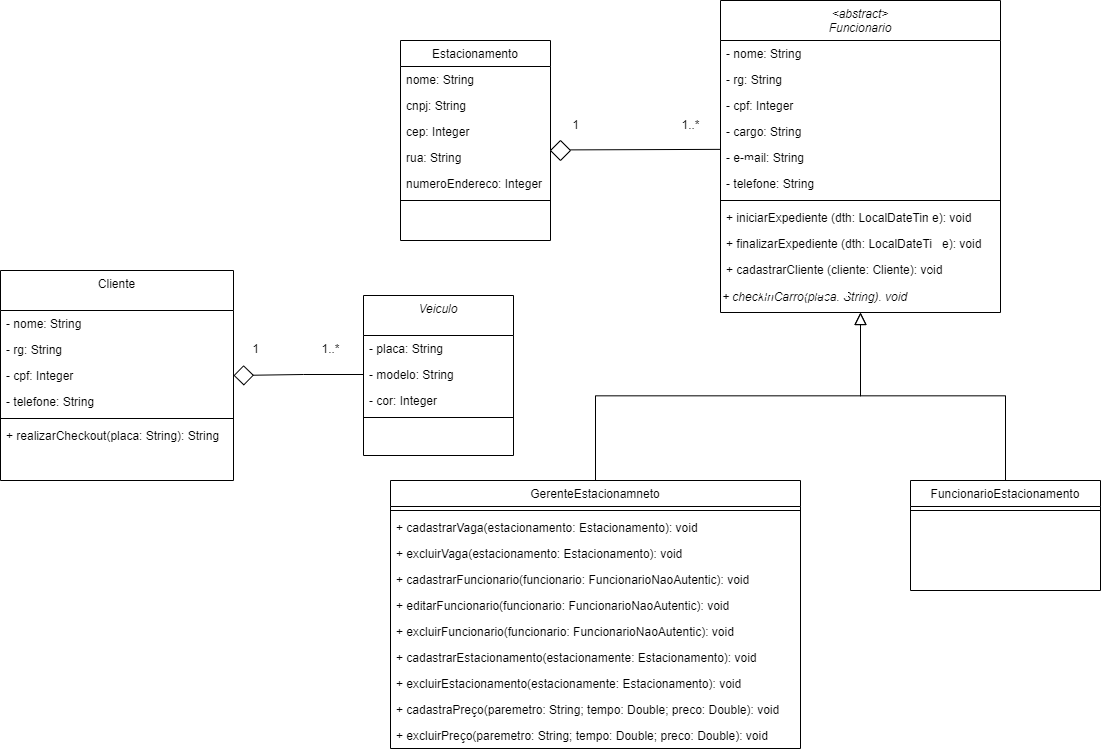 <abstract>
Funcionario
- nome: String
- rg: String
- cpf: Integer
- cargo: String
- e-mail: String
- telefone: String
+ iniciarExpediente (dth: LocalDateTin e): void
+ finalizarExpediente (dth: LocalDateTi e): void
+ cadastrarCliente (cliente: Cliente): void
+ checkInCarro(placa: String): void
Estacionamento
nome: String
cnpj: String
cep: Integer
rua: String
numeroEndereco: Integer
1
1..*
Cliente
- nome: String
- rg: String
- cpf: Integer
- telefone: String
+ realizarCheckout(placa: String): String
1
1..*
Veiculo
- placa: String
- modelo: String
- cor: Integer
GerenteEstacionamneto
+ cadastrarVaga(estacionamento: Estacionamento): void
+ excluirVaga(estacionamento: Estacionamento): void
+ cadastrarFuncionario(funcionario: FuncionarioNaoAutentic): void
+ editarFuncionario(funcionario: FuncionarioNaoAutentic): void
+ excluirFuncionario(funcionario: FuncionarioNaoAutentic): void
+ cadastrarEstacionamento(estacionamente: Estacionamento): void
+ excluirEstacionamento(estacionamente: Estacionamento): void
+ cadastraPreço(paremetro: String; tempo: Double; preco: Double): void
+ excluirPreço(paremetro: String; tempo: Double; preco: Double): void
FuncionarioEstacionamento